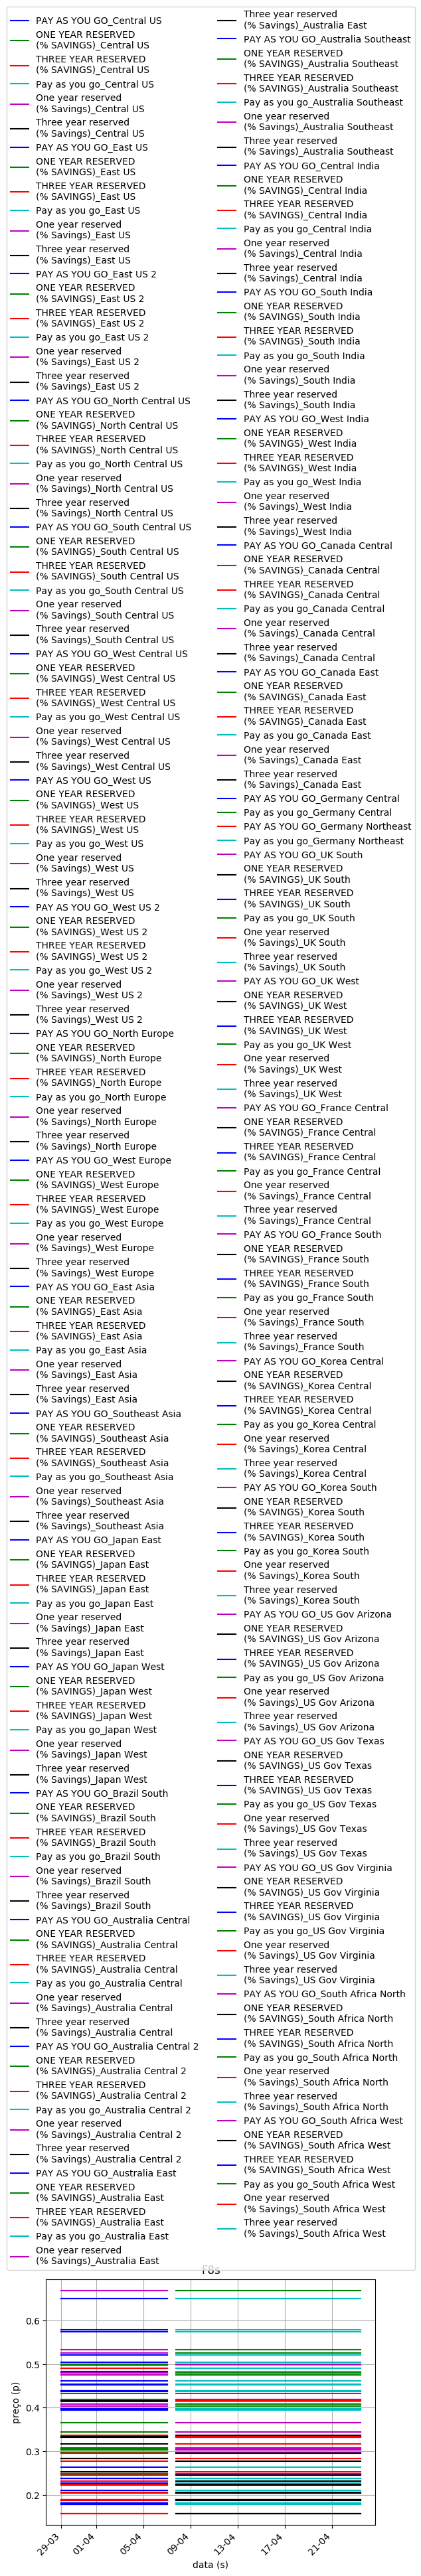 PAY AS YOU GO_Central US
ONE YEAR RESERVED
(% SAVINGS)_Central US
THREE YEAR RESERVED
(% SAVINGS)_Central US
Pay as you go_Central US
One year reserved
(% Savings)_Central US
Three year reserved
(% Savings)_Central US
PAY AS YOU GO_East US
ONE YEAR RESERVED
(% SAVINGS)_East US
THREE YEAR RESERVED
(% SAVINGS)_East US
Pay as you go_East US
One year reserved
(% Savings)_East US
Three year reserved
(% Savings)_East US
PAY AS YOU GO_East US 2
ONE YEAR RESERVED
(% SAVINGS)_East US 2
THREE YEAR RESERVED
(% SAVINGS)_East US 2
Pay as you go_East US 2
One year reserved
(% Savings)_East US 2
Three year reserved
(% Savings)_East US 2
PAY AS YOU GO_North Central US
ONE YEAR RESERVED
(% SAVINGS)_North Central US
THREE YEAR RESERVED
(% SAVINGS)_North Central US
Pay as you go_North Central US
One year reserved
(% Savings)_North Central US
Three year reserved
(% Savings)_North Central US
PAY AS YOU GO_South Central US
ONE YEAR RESERVED
(% SAVINGS)_South Central US
THREE YEAR RESERVED
(% SAVINGS)_South Central US
Pay as you go_South Central US
One year reserved
(% Savings)_South Central US
Three year reserved
(% Savings)_South Central US
PAY AS YOU GO_West Central US
ONE YEAR RESERVED
(% SAVINGS)_West Central US
THREE YEAR RESERVED
(% SAVINGS)_West Central US
Pay as you go_West Central US
One year reserved
(% Savings)_West Central US
Three year reserved
(% Savings)_West Central US
PAY AS YOU GO_West US
ONE YEAR RESERVED
(% SAVINGS)_West US
THREE YEAR RESERVED
(% SAVINGS)_West US
Pay as you go_West US
One year reserved
(% Savings)_West US
Three year reserved
(% Savings)_West US
PAY AS YOU GO_West US 2
ONE YEAR RESERVED
(% SAVINGS)_West US 2
THREE YEAR RESERVED
(% SAVINGS)_West US 2
Pay as you go_West US 2
One year reserved
(% Savings)_West US 2
Three year reserved
(% Savings)_West US 2
PAY AS YOU GO_North Europe
ONE YEAR RESERVED
(% SAVINGS)_North Europe
THREE YEAR RESERVED
(% SAVINGS)_North Europe
Pay as you go_North Europe
One year reserved
(% Savings)_North Europe
Three year reserved
(% Savings)_North Europe
PAY AS YOU GO_West Europe
ONE YEAR RESERVED
(% SAVINGS)_West Europe
THREE YEAR RESERVED
(% SAVINGS)_West Europe
Pay as you go_West Europe
One year reserved
(% Savings)_West Europe
Three year reserved
(% Savings)_West Europe
PAY AS YOU GO_East Asia
ONE YEAR RESERVED
(% SAVINGS)_East Asia
THREE YEAR RESERVED
(% SAVINGS)_East Asia
Pay as you go_East Asia
One year reserved
(% Savings)_East Asia
Three year reserved
(% Savings)_East Asia
PAY AS YOU GO_Southeast Asia
ONE YEAR RESERVED
(% SAVINGS)_Southeast Asia
THREE YEAR RESERVED
(% SAVINGS)_Southeast Asia
Pay as you go_Southeast Asia
One year reserved
(% Savings)_Southeast Asia
Three year reserved
(% Savings)_Southeast Asia
PAY AS YOU GO_Japan East
ONE YEAR RESERVED
(% SAVINGS)_Japan East
THREE YEAR RESERVED
(% SAVINGS)_Japan East
Pay as you go_Japan East
One year reserved
(% Savings)_Japan East
Three year reserved
(% Savings)_Japan East
PAY AS YOU GO_Japan West
ONE YEAR RESERVED
(% SAVINGS)_Japan West
THREE YEAR RESERVED
(% SAVINGS)_Japan West
Pay as you go_Japan West
One year reserved
(% Savings)_Japan West
Three year reserved
(% Savings)_Japan West
PAY AS YOU GO_Brazil South
ONE YEAR RESERVED
(% SAVINGS)_Brazil South
THREE YEAR RESERVED
(% SAVINGS)_Brazil South
Pay as you go_Brazil South
One year reserved
(% Savings)_Brazil South
Three year reserved
(% Savings)_Brazil South
PAY AS YOU GO_Australia Central
ONE YEAR RESERVED
(% SAVINGS)_Australia Central
THREE YEAR RESERVED
(% SAVINGS)_Australia Central
Pay as you go_Australia Central
One year reserved
(% Savings)_Australia Central
Three year reserved
(% Savings)_Australia Central
PAY AS YOU GO_Australia Central 2
ONE YEAR RESERVED
(% SAVINGS)_Australia Central 2
THREE YEAR RESERVED
(% SAVINGS)_Australia Central 2
Pay as you go_Australia Central 2
One year reserved
(% Savings)_Australia Central 2
Three year reserved
(% Savings)_Australia Central 2
PAY AS YOU GO_Australia East
ONE YEAR RESERVED
(% SAVINGS)_Australia East
THREE YEAR RESERVED
(% SAVINGS)_Australia East
Pay as you go_Australia East
One year reserved
(% Savings)_Australia East
Three year reserved
(% Savings)_Australia East
PAY AS YOU GO_Australia Southeast
ONE YEAR RESERVED
(% SAVINGS)_Australia Southeast
THREE YEAR RESERVED
(% SAVINGS)_Australia Southeast
Pay as you go_Australia Southeast
One year reserved
(% Savings)_Australia Southeast
Three year reserved
(% Savings)_Australia Southeast
PAY AS YOU GO_Central India
ONE YEAR RESERVED
(% SAVINGS)_Central India
THREE YEAR RESERVED
(% SAVINGS)_Central India
Pay as you go_Central India
One year reserved
(% Savings)_Central India
Three year reserved
(% Savings)_Central India
PAY AS YOU GO_South India
ONE YEAR RESERVED
(% SAVINGS)_South India
THREE YEAR RESERVED
(% SAVINGS)_South India
Pay as you go_South India
One year reserved
(% Savings)_South India
Three year reserved
(% Savings)_South India
PAY AS YOU GO_West India
ONE YEAR RESERVED
(% SAVINGS)_West India
THREE YEAR RESERVED
(% SAVINGS)_West India
Pay as you go_West India
One year reserved
(% Savings)_West India
Three year reserved
(% Savings)_West India
PAY AS YOU GO_Canada Central
ONE YEAR RESERVED
(% SAVINGS)_Canada Central
THREE YEAR RESERVED
(% SAVINGS)_Canada Central
Pay as you go_Canada Central
One year reserved
(% Savings)_Canada Central
Three year reserved
(% Savings)_Canada Central
PAY AS YOU GO_Canada East
ONE YEAR RESERVED
(% SAVINGS)_Canada East
THREE YEAR RESERVED
(% SAVINGS)_Canada East
Pay as you go_Canada East
One year reserved
(% Savings)_Canada East
Three year reserved
(% Savings)_Canada East
PAY AS YOU GO_Germany Central
Pay as you go_Germany Central
PAY AS YOU GO_Germany Northeast
Pay as you go_Germany Northeast
PAY AS YOU GO_UK South
ONE YEAR RESERVED
(% SAVINGS)_UK South
THREE YEAR RESERVED
(% SAVINGS)_UK South
Pay as you go_UK South
One year reserved
(% Savings)_UK South
Three year reserved
(% Savings)_UK South
PAY AS YOU GO_UK West
ONE YEAR RESERVED
(% SAVINGS)_UK West
THREE YEAR RESERVED
(% SAVINGS)_UK West
Pay as you go_UK West
One year reserved
(% Savings)_UK West
Three year reserved
(% Savings)_UK West
PAY AS YOU GO_France Central
ONE YEAR RESERVED
(% SAVINGS)_France Central
THREE YEAR RESERVED
(% SAVINGS)_France Central
Pay as you go_France Central
One year reserved
(% Savings)_France Central
Three year reserved
(% Savings)_France Central
PAY AS YOU GO_France South
ONE YEAR RESERVED
(% SAVINGS)_France South
THREE YEAR RESERVED
(% SAVINGS)_France South
Pay as you go_France South
One year reserved
(% Savings)_France South
Three year reserved
(% Savings)_France South
PAY AS YOU GO_Korea Central
ONE YEAR RESERVED
(% SAVINGS)_Korea Central
THREE YEAR RESERVED
(% SAVINGS)_Korea Central
Pay as you go_Korea Central
One year reserved
(% Savings)_Korea Central
Three year reserved
(% Savings)_Korea Central
PAY AS YOU GO_Korea South
ONE YEAR RESERVED
(% SAVINGS)_Korea South
THREE YEAR RESERVED
(% SAVINGS)_Korea South
Pay as you go_Korea South
One year reserved
(% Savings)_Korea South
Three year reserved
(% Savings)_Korea South
PAY AS YOU GO_US Gov Arizona
ONE YEAR RESERVED
(% SAVINGS)_US Gov Arizona
THREE YEAR RESERVED
(% SAVINGS)_US Gov Arizona
Pay as you go_US Gov Arizona
One year reserved
(% Savings)_US Gov Arizona
Three year reserved
(% Savings)_US Gov Arizona
PAY AS YOU GO_US Gov Texas
ONE YEAR RESERVED
(% SAVINGS)_US Gov Texas
THREE YEAR RESERVED
(% SAVINGS)_US Gov Texas
Pay as you go_US Gov Texas
One year reserved
(% Savings)_US Gov Texas
Three year reserved
(% Savings)_US Gov Texas
PAY AS YOU GO_US Gov Virginia
ONE YEAR RESERVED
(% SAVINGS)_US Gov Virginia
THREE YEAR RESERVED
(% SAVINGS)_US Gov Virginia
Pay as you go_US Gov Virginia
One year reserved
(% Savings)_US Gov Virginia
Three year reserved
(% Savings)_US Gov Virginia
PAY AS YOU GO_South Africa North
ONE YEAR RESERVED
(% SAVINGS)_South Africa North
THREE YEAR RESERVED
(% SAVINGS)_South Africa North
Pay as you go_South Africa North
One year reserved
(% Savings)_South Africa North
Three year reserved
(% Savings)_South Africa North
PAY AS YOU GO_South Africa West
ONE YEAR RESERVED
(% SAVINGS)_South Africa West
THREE YEAR RESERVED
(% SAVINGS)_South Africa West
Pay as you go_South Africa West
One year reserved
(% Savings)_South Africa West
Three year reserved
(% Savings)_South Africa West
F8s
preço (p)
0.6
0.5
0.4
0.3
0.2
29-03
01-04
05-04
09-04
13-04
17-04
21-04
data (s)